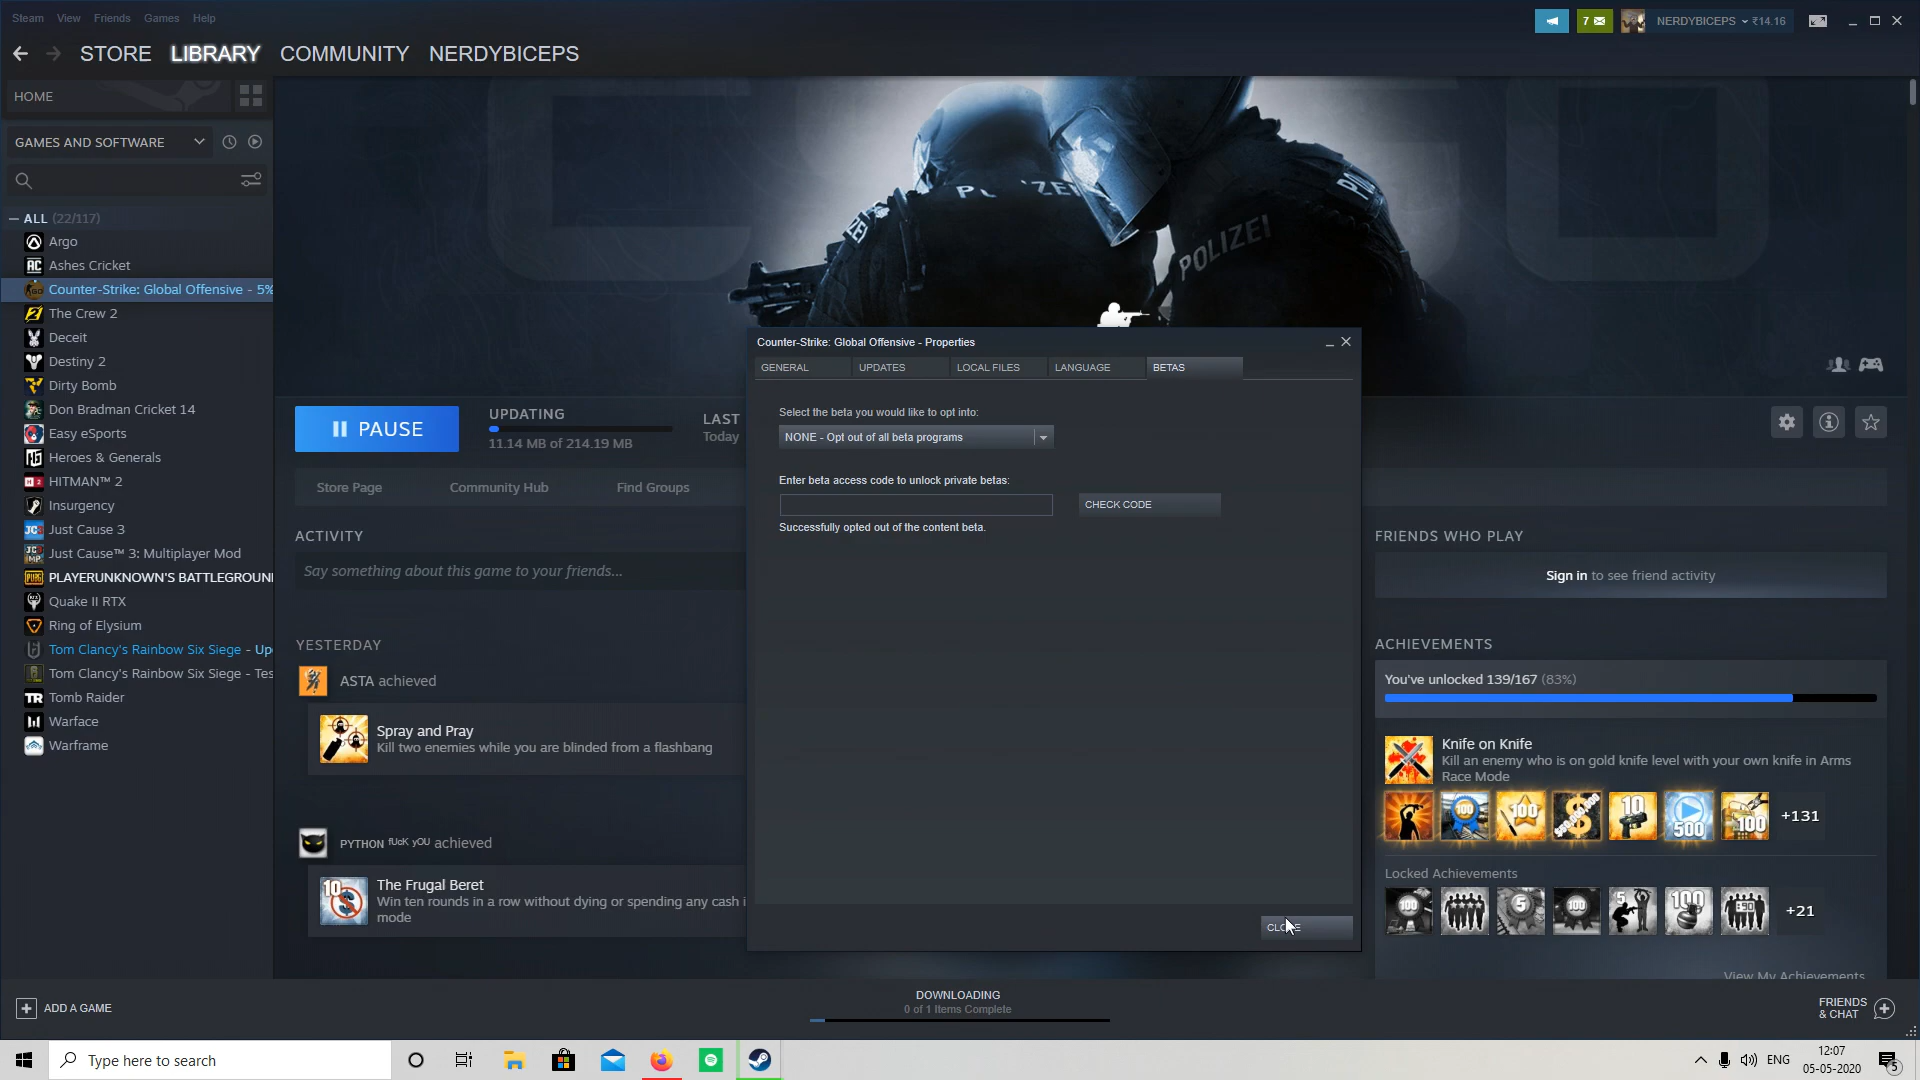 Steam View Friends Games Help
7
NERDYBICEPS ₹14.16
STORE LIBRARY COMMUNITY NERDYBICEPS
HOME
GAMES AND SOFTWARE
ALL (22/117)
Argo
Ashes Cricket
Counter-Strike: Global Offensive - 5%
The Crew 2
Deceit
Destiny 2
Dirty Bomb
Don Bradman Cricket 14
Easy eSports
Heroes & Generals
HITMAN™ 2
Insurgency
Just Cause 3
Just Cause™ 3: Multiplayer Mod
PLAYERUNKNOWN'S BATTLEGROUN
Quake II RTX
Ring of Elysium
Tom Clancy's Rainbow Six Siege - Up
Tom Clancy's Rainbow Six Siege - Tes
Tomb Raider
Warface
Warframe
POLIZEI
PAUSE
UPDATING
11.14 MB of 214.19 MB
LAST
Today
Store Page Community Hub Find Groups
ACTIVITY
Say something about this game to your friends...
YESTERDAY
ASTA achieved
Spray and Pray
Kill two enemies while you are blinded from a flashbang
PYTHON fUcK yOU achieved
10
The Frugal Beret
Win ten rounds in a row without dying or spending any cash i
mode
Counter-Strike: Global Offensive - Properties
GENERAL UPDATES LOCAL FILES LANGUAGE BETAS
Select the beta you would like to opt into:
NONE - Opt out of all beta programs
Enter beta access code to unlock private betas:
CHECK CODE
Successfully opted out of the content beta.
FRIENDS WHO PLAY
Sign in to see friend activity
ACHIEVEMENTS
You've unlocked 139/167 (83%)
Knife on Knife
Kill an enemy who is on gold knife level with your own knife in Arms
Race Mode
100 100 10 500 100 +131
Locked Achievements
100 5 100 5 100 :90 +21
View My Achievements
ADD A GAME
DOWNLOADING
0 of 1 Items Complete
FRIENDS
& CHAT
Type here to search
ENG
12:07
05-05-2020
5